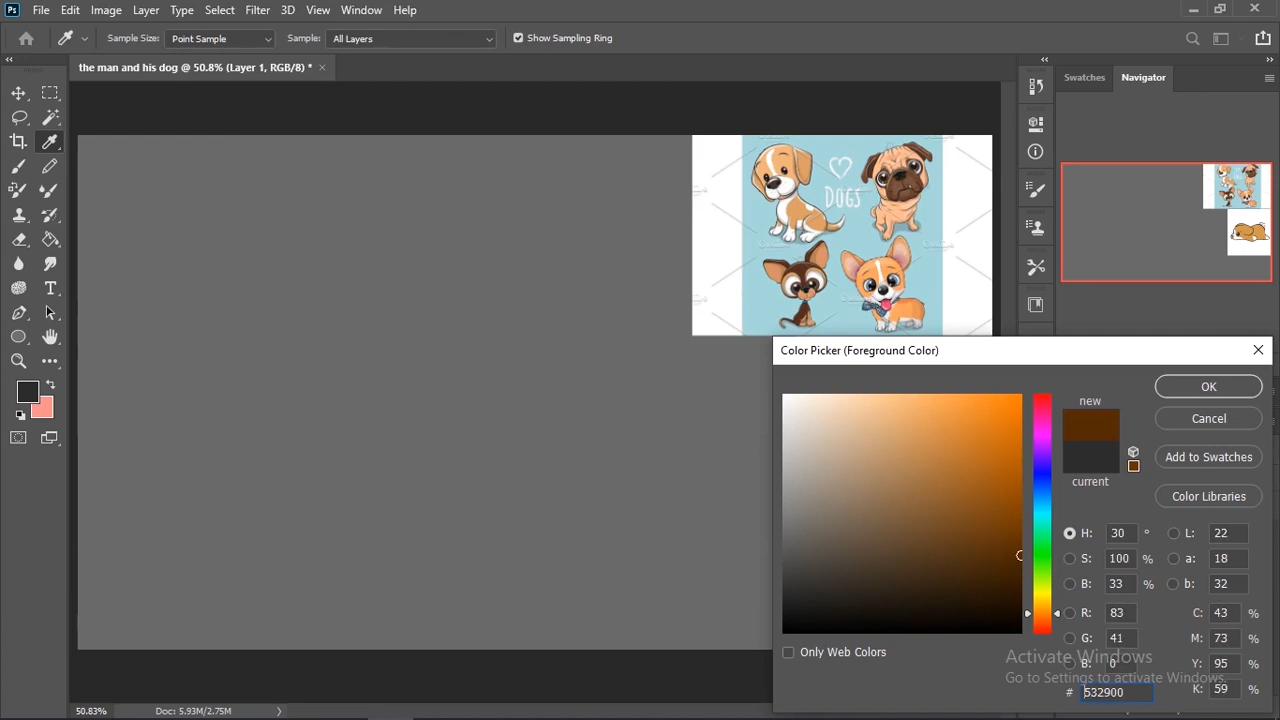 Ps File Edit Image Layer Type Select Filter 3D View Window Help
Sample Size: Point Sample Sample: All Layers Show Sampling Ring
the man and his dog @ 50.8% (Layer 1, RGB/8) * ×
Swatches Navigator
DOGS
Color Picker (Foreground Color)
new
OK
Cancel
Add to Swatches
current
Color Libraries
H: 30 ° L: 22
S: 100 % a: 18
B: 33 % b: 32
R: 83 C: 43 %
G: 41 M: 73 %
B: 0 Y: 95 %
# 532900 K: 59 %
Only Web Colors
Activate Windows
Go to Settings to activate Windows.
50.83% Doc: 5.93M/2.75M